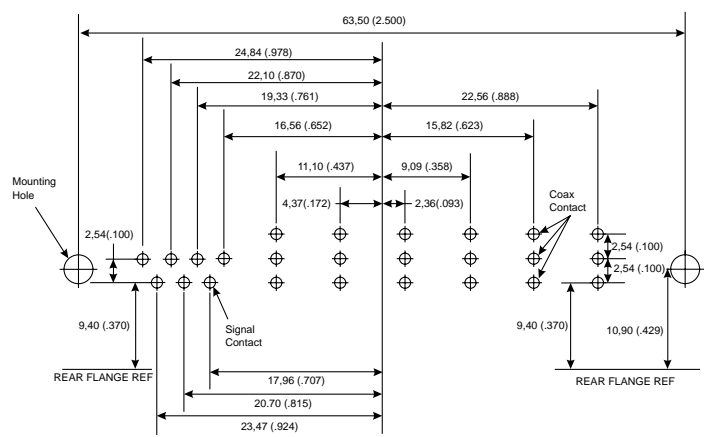 63,50 (2.500)
24,84 (.978)
22,10 (.870)
19,33 (.761)
22,56 (.888)
16,56 (.652)
15,82 (.623)
11,10 (.437)
9,09 (.358)
Mounting
Hole
4,37(.172)
2,36(.093)
Coax
Contact
2,54(.100)
2,54 (.100)
2,54 (.100)
9,40 (.370)
Signal
Contact
9,40 (.370)
10,90 (.429)
REAR FLANGE REF
17,96 (.707)
REAR FLANGE REF
20.70 (.815)
23,47 (.924)